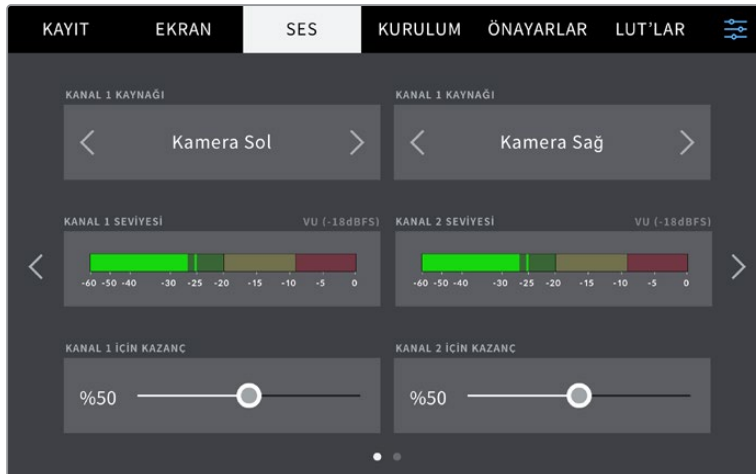 KAYIT EKRAN SES KURULUM ÖNAYARLAR LUT'LAR
KANAL 1 KAYNAĞI KANAL 1 KAYNAĞI
Kamera Sol Kamera Sağ
KANAL 1 SEVİYESİ VU (-18dBFS) KANAL 2 SEVİYESİ VU (-18dBFS)
-60 -50 -40 -30 -25 -20 -15 -10 -5 0 -60 -50 -40 -30 -25 -20 -15 -10 -5 0
KANAL 1 İÇİN KAZANÇ KANAL 2 İÇİN KAZANÇ
%50 %50